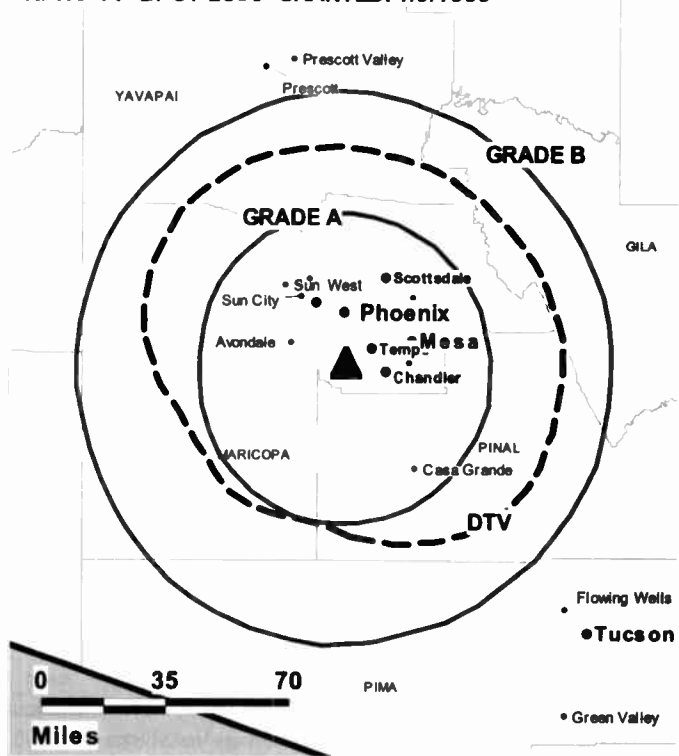 Prescott Valley
Prescott
YAVAPAI
GRADE B
GRADE A
GILA
Sun West
Scottsdale
Sun City
Phoenix
Avondale
Mesa
Chandler
MARICOPA
PINAL
Casa Grande
DTV
Flowing Wells
Tucson
0 35 70
PIMA
Miles
Green Valley